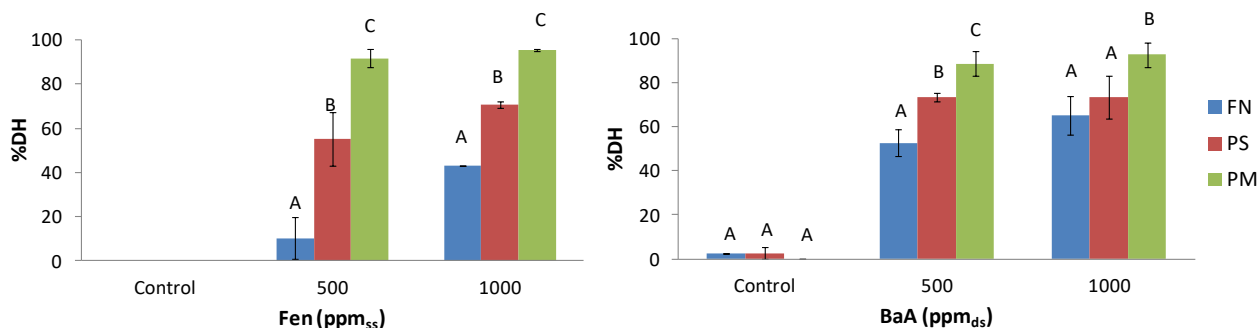 100
80
60
40
20
0
%DH
A
B
C
A
B
C
Control
500
1000
Fen (ppmss)
100
80
60
40
20
0
%DH
A
A
A
A
B
C
A
A
B
Control
500
1000
BaA (ppmds)
FN
PS
PM